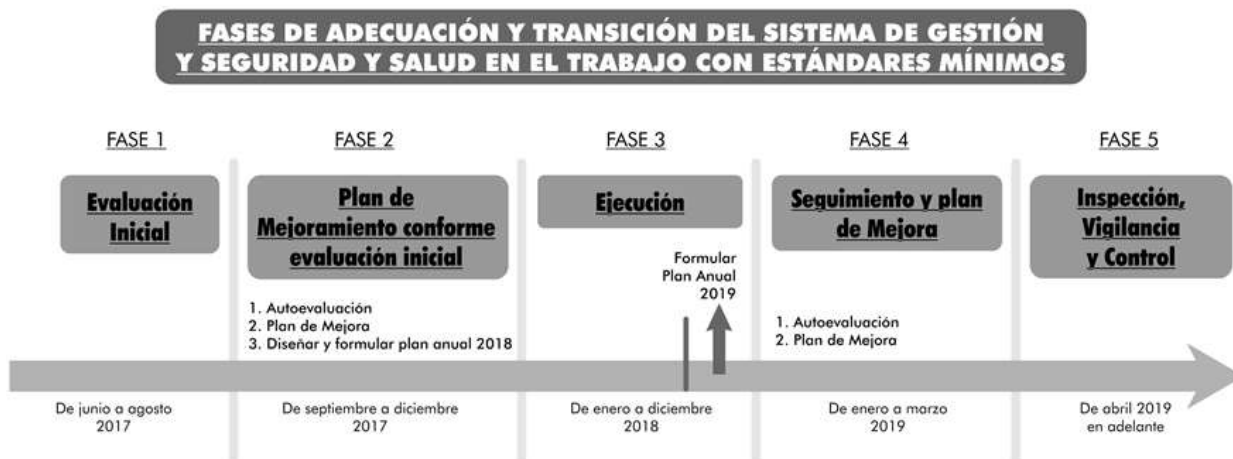 FASES DE ADECUACIÓN Y TRANSICIÓN DEL SISTEMA DE GESTIÓN
Y SEGURIDAD Y SALUD EN EL TRABAJO CON ESTÁNDARES MÍNIMOS
FASE 1
Evaluación
Inicial
De junio a agosto
2017
FASE 2
Plan de
Mejoramiento conforme
evaluación inicial
1. Autoevaluación
2. Plan de Mejora
3. Diseñar y formular plan anual 2018
De septiembre a diciembre
2017
FASE 3
Ejecución
Formular
Plan Anual
2019
De enero a diciembre
2018
FASE 4
Seguimiento y plan
de Mejora
1. Autoevaluación
2. Plan de Mejora
De enero a marzo
2019
FASE 5
Inspección,
Vigilancia
y Control
De abril 2019
en adelante